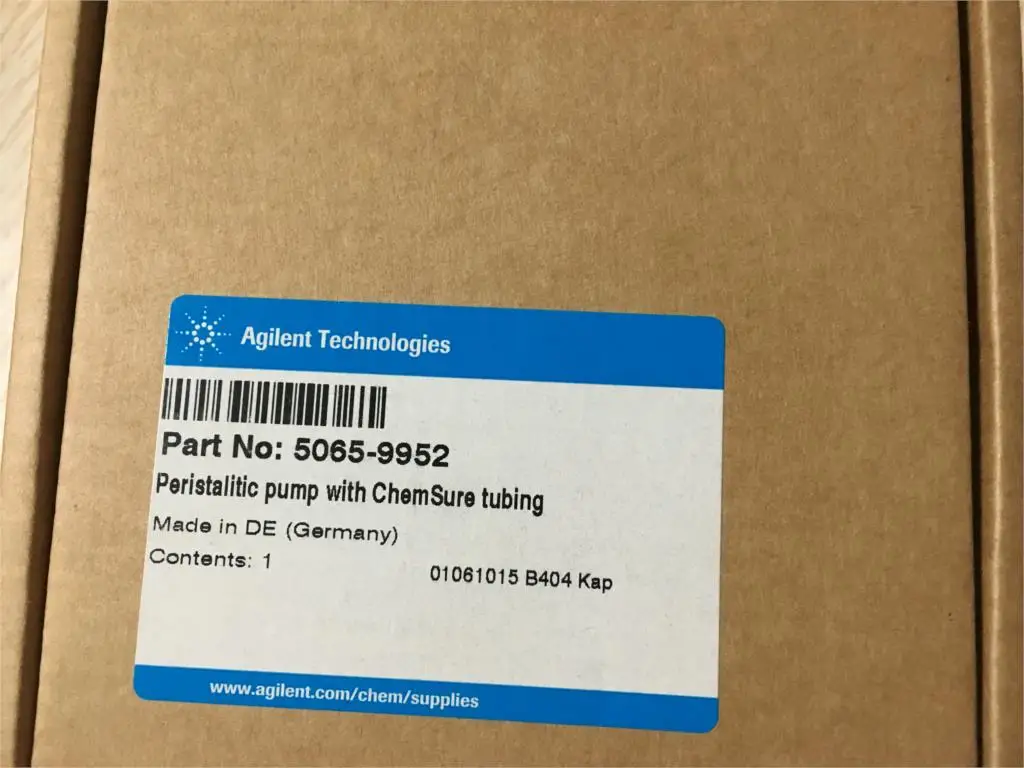 Agilent Technologies
Part No: 5065-9952
Peristalitic pump with ChemSure tubing
Made in DE (Germany)
Contents: 1
01061015 B404 Kap
www.agilent.com/chem/supplies